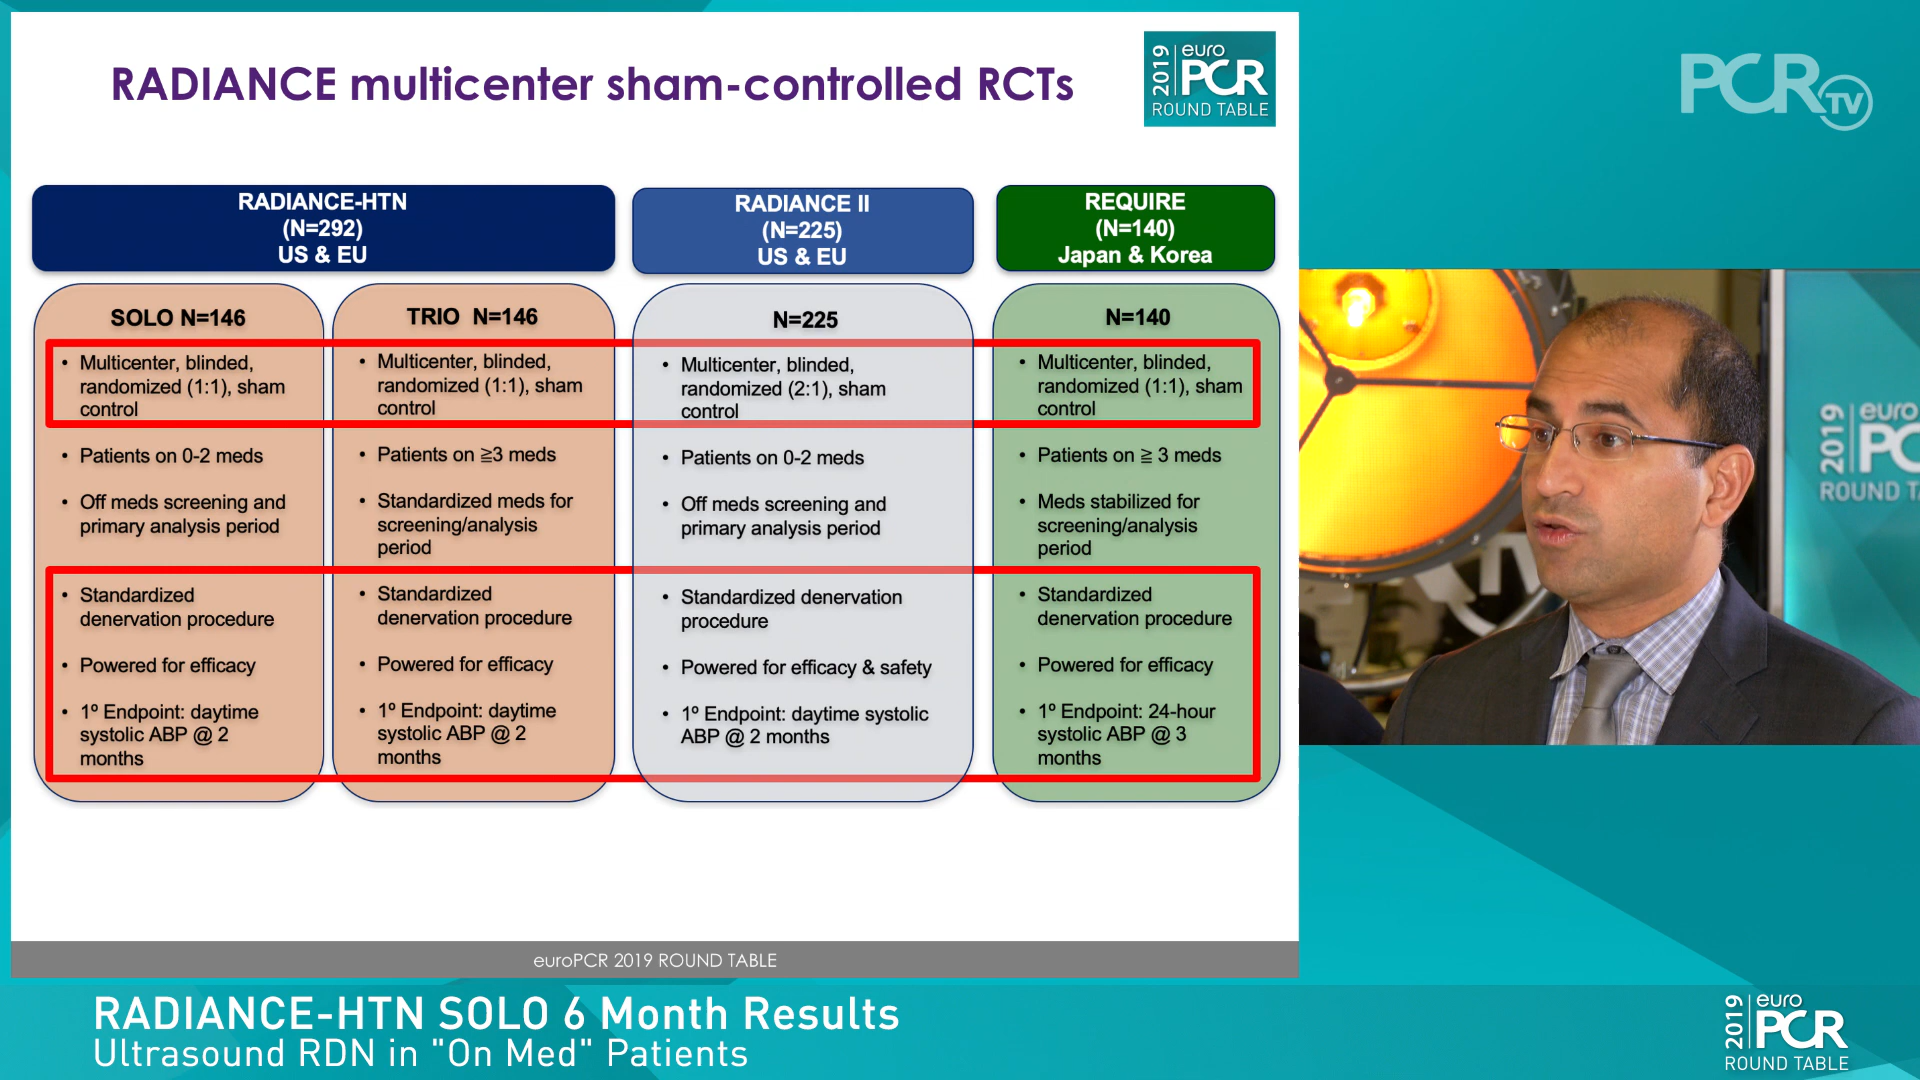 RADIANCE multicenter sham-controlled RCTs
2019 euro
PCR
ROUND TABLE
PCR TV
RADIANCE-HTN
(N=292)
US & EU
RADIANCE II
(N=225)
US & EU
REQUIRE
(N=140)
Japan & Korea
SOLO N=146
• Multicenter, blinded,
randomized (1:1), sham
control
• Patients on 0-2 meds
• Off meds screening and
primary analysis period
• Standardized
denervation procedure
• Powered for efficacy
• 1º Endpoint: daytime
systolic ABP @ 2
months
TRIO N=146
• Multicenter, blinded,
randomized (1:1), sham
control
• Patients on ≧3 meds
• Standardized meds for
screening/analysis
period
• Standardized
denervation procedure
• Powered for efficacy
• 1º Endpoint: daytime
systolic ABP @ 2
months
N=225
• Multicenter, blinded,
randomized (2:1), sham
control
• Patients on 0-2 meds
• Off meds screening and
primary analysis period
• Standardized denervation
procedure
• Powered for efficacy & safety
• 1º Endpoint: daytime systolic
ABP @ 2 months
N=140
• Multicenter, blinded,
randomized (1:1), sham
control
• Patients on ≧ 3 meds
• Meds stabilized for
screening/analysis
period
• Standardized
denervation procedure
• Powered for efficacy
• 1º Endpoint: 24-hour
systolic ABP @ 3
months
2019 euro
PC
ROUND T
euroPCR 2019 ROUND TABLE
RADIANCE-HTN SOLO 6 Month Results
Ultrasound RDN in "On Med" Patients
2019 euro
PCR
ROUND TABLE